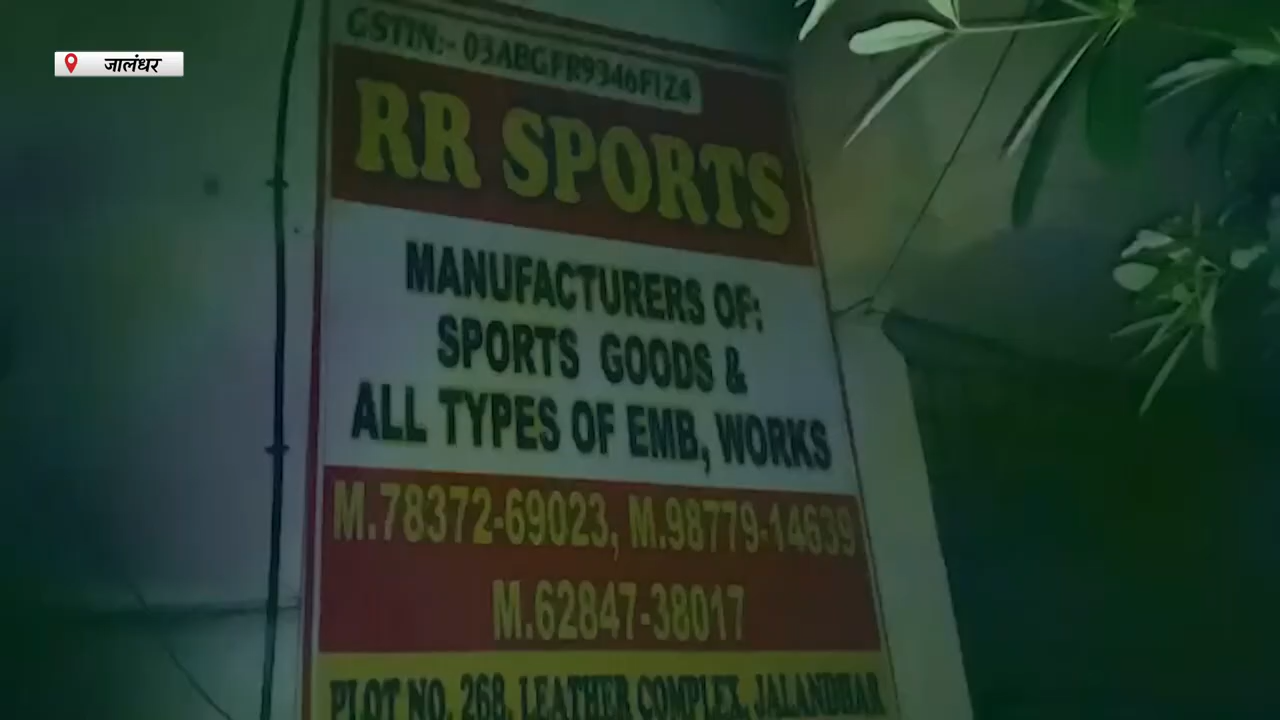 जालंधर
GSTIN:- 03ABGFR9346F1Z4
RR SPORTS
MANUFACTURERS OF:
SPORTS GOODS &
ALL TYPES OF EMB, WORKS
M.78372-69023, M.98779-14639
M.62847-38017
PLOT NO. 268, LEATHER COMPLEX, JALANDHAR